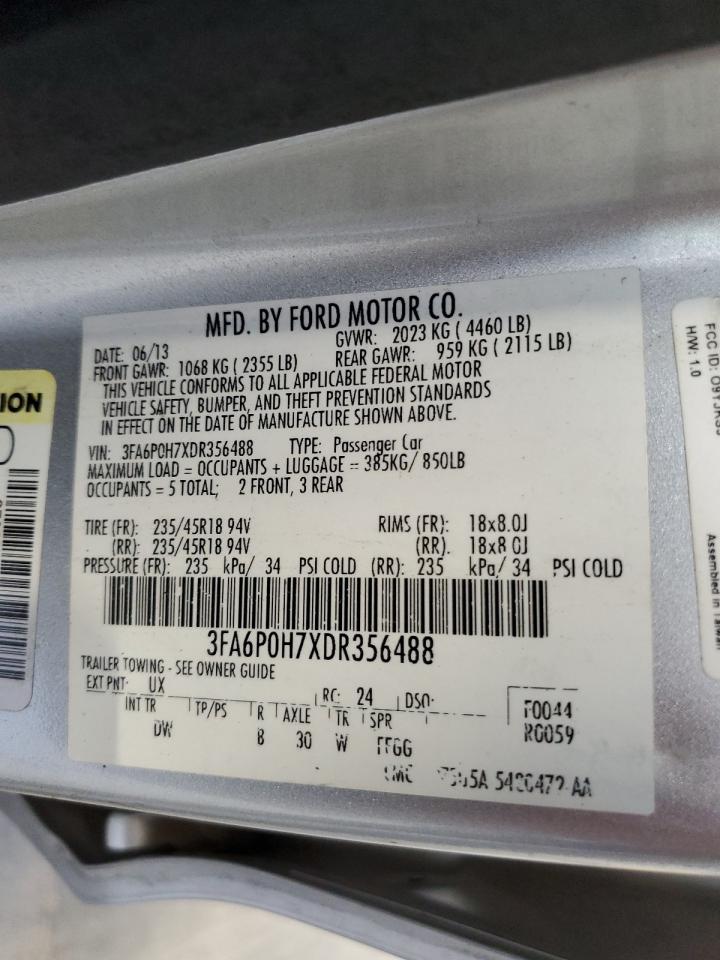 MFD. BY FORD MOTOR CO.
DATE: 06/13 GVWR: 2023 KG ( 4460 LB)
FRONT GAWR: 1068 KG ( 2355 LB) REAR GAWR: 959 KG ( 2115 LB)
THIS VEHICLE CONFORMS TO ALL APPLICABLE FEDERAL MOTOR
VEHICLE SAFETY, BUMPER, AND THEFT PREVENTION STANDARDS
IN EFFECT ON THE DATE OF MANUFACTURE SHOWN ABOVE.
VIN: 3FA6P0H7XDR356488 TYPE: Passenger Car
MAXIMUM LOAD = OCCUPANTS + LUGGAGE = 385KG/ 850LB
OCCUPANTS = 5 TOTAL; 2 FRONT, 3 REAR
TIRE (FR): 235/45R18 94V RIMS (FR): 18x8.0J
(RR): 235/45R18 94V (RR). 18x8 0J
PRESSURE (FR): 235 kPa/ 34 PSI COLD (RR): 235 kPa/ 34 PSI COLD
3FA6P0H7XDR356488
TRAILER TOWING - SEE OWNER GUIDE
EXT PNT: UX RC: 24 DSO:
INT TR TP/PS R AXLE TR SPR F0044
DW B 30 W FFGG R0059
ION
FCC ID:
H/W: 1.0
Assembled in Taiwan